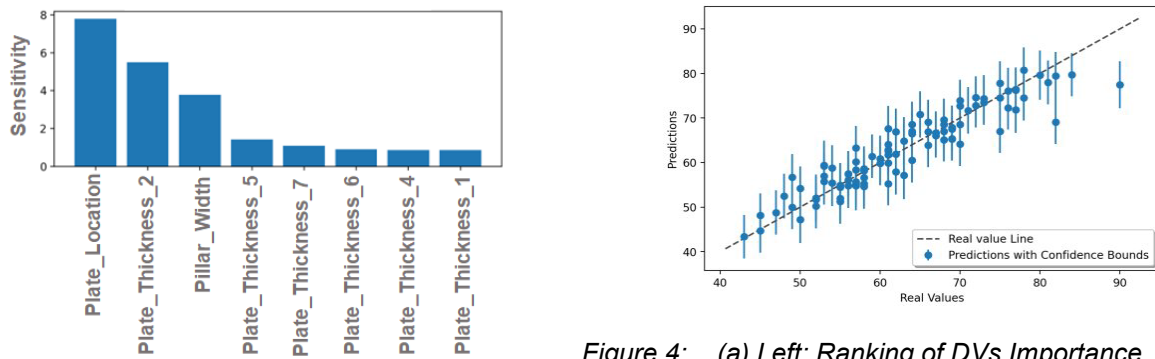 8
6
4
2
0
Sensitivity
Plate_Location
Plate_Thickness_2
Pillar_Width
Plate_Thickness_5
Plate_Thickness_7
Plate_Thickness_6
Plate_Thickness_4
Plate_Thickness_1
90
80
70
60
50
40
Predictions
Real value Line
Predictions with Confidence Bounds
40 50 60 70 80 90
Real Values
Figure 4: (a) Left: Ranking of DVs Importance